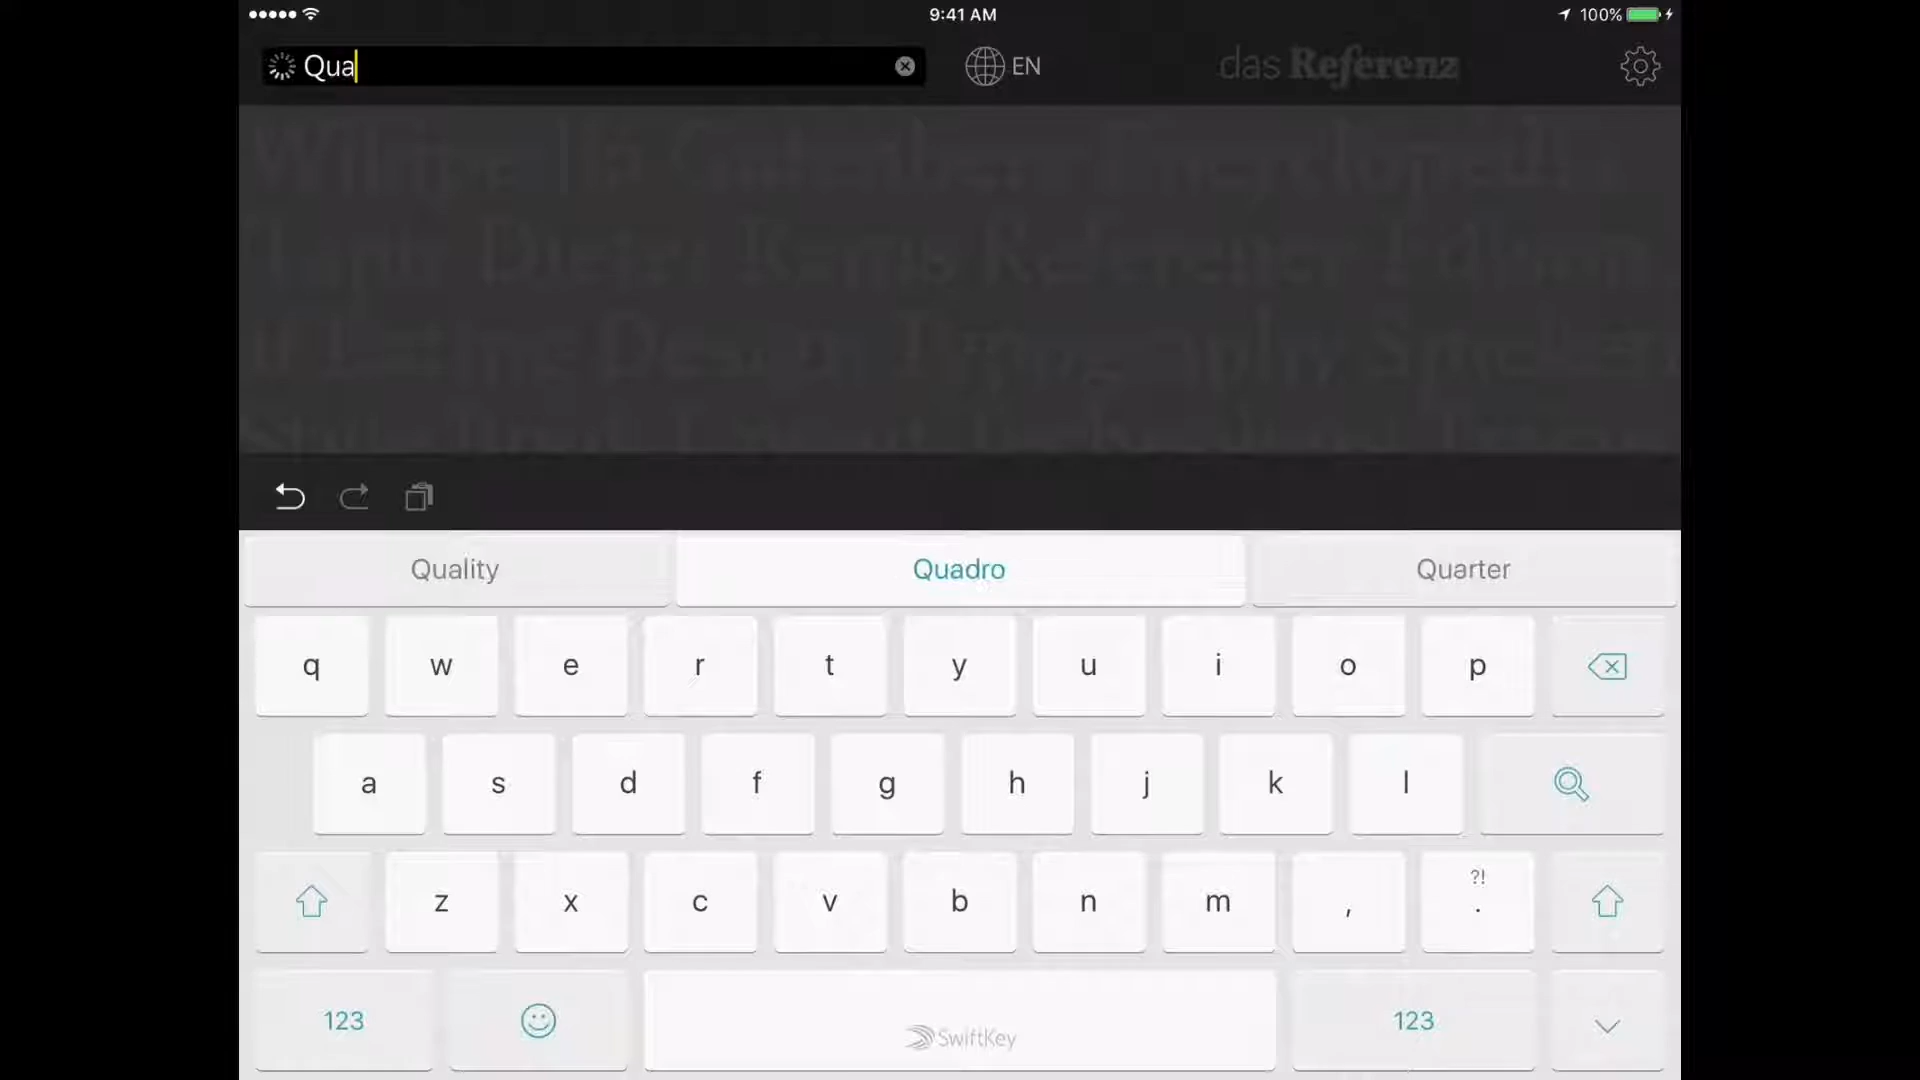 9:41 AM
100%
Qua
EN
das Referenz
Quality Quadro Quarter
q w e r t y u i o p
a s d f g h j k l
?!
z x c v b n m , .
123 SwiftKey 123